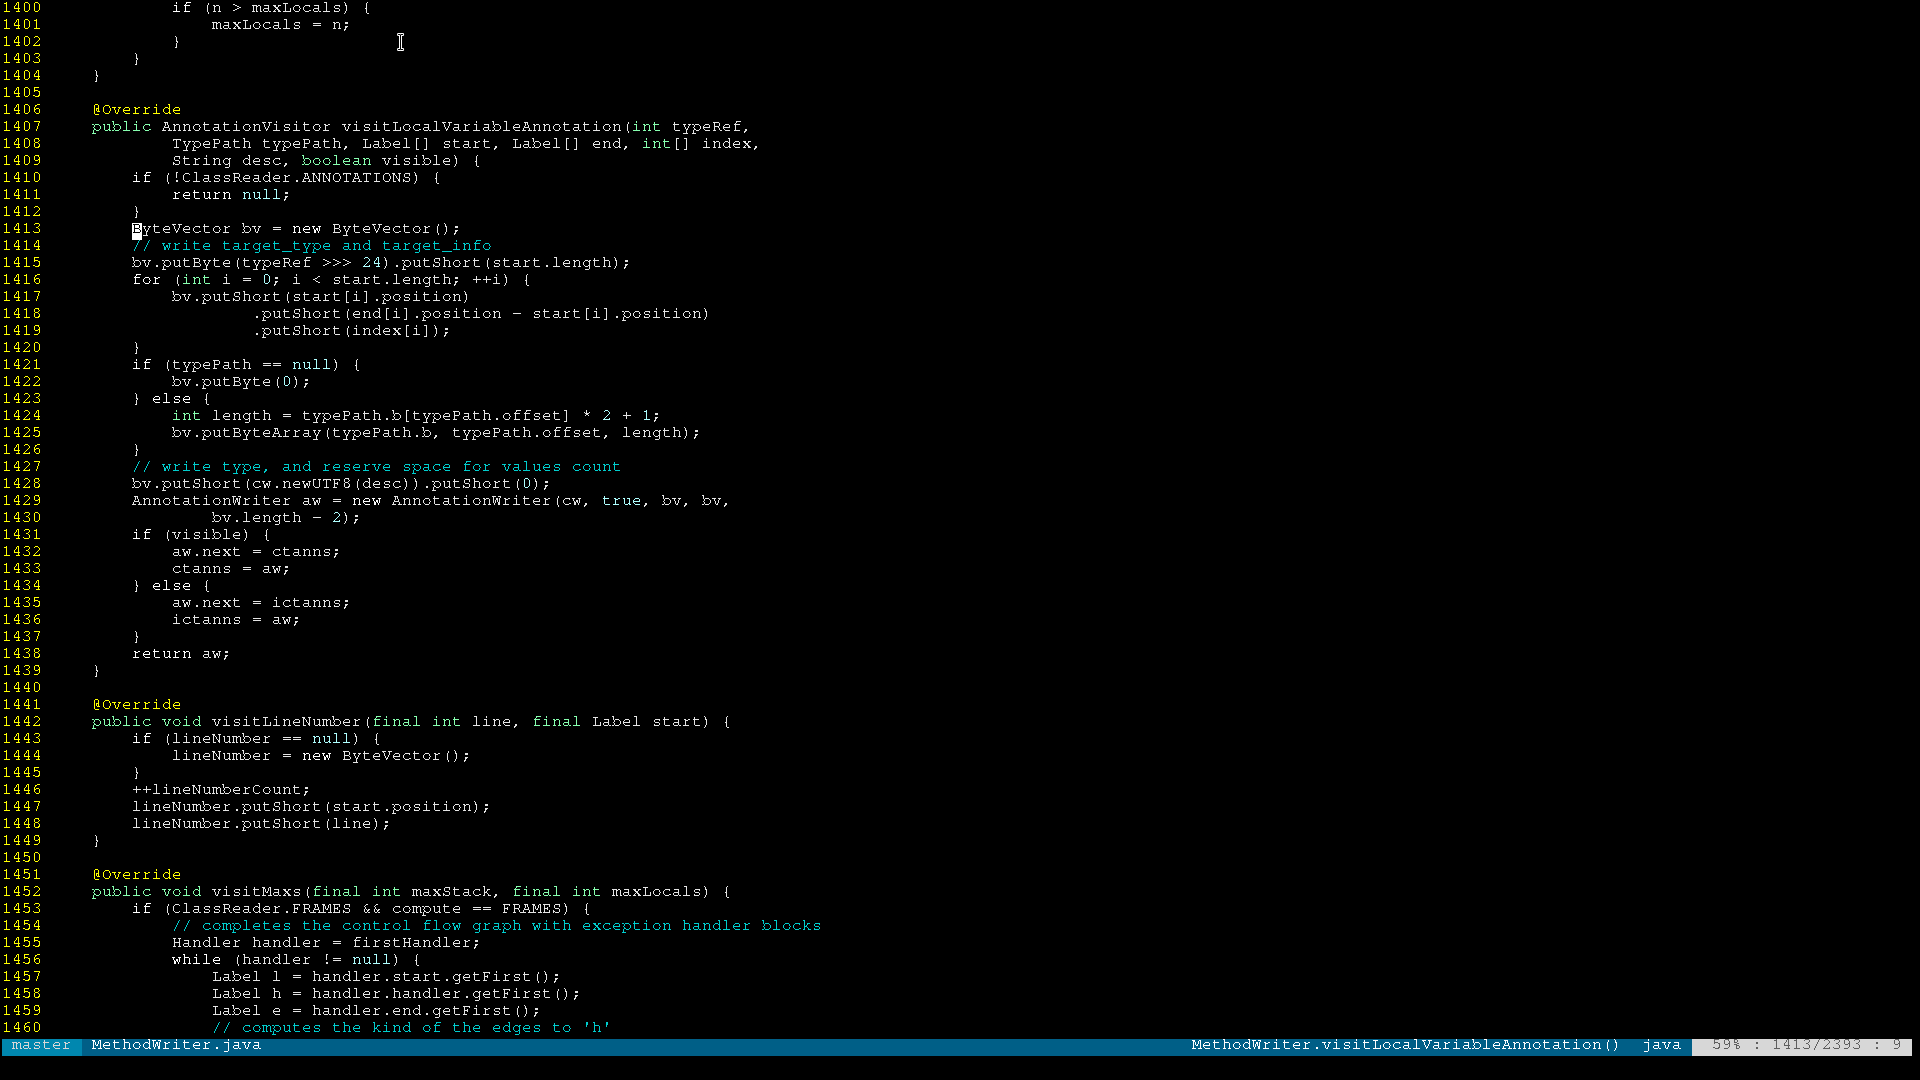 1400             if (n > maxLocals) {
1401                 maxLocals = n;
1402             }
1403         }
1404     }
1405
1406     @Override
1407     public AnnotationVisitor visitLocalVariableAnnotation(int typeRef,
1408             TypePath typePath, Label[] start, Label[] end, int[] index,
1409             String desc, boolean visible) {
1410         if (!ClassReader.ANNOTATIONS) {
1411             return null;
1412         }
1413         ByteVector bv = new ByteVector();
1414         // write target_type and target_info
1415         bv.putByte(typeRef >>> 24).putShort(start.length);
1416         for (int i = 0; i < start.length; ++i) {
1417             bv.putShort(start[i].position)
1418                     .putShort(end[i].position - start[i].position)
1419                     .putShort(index[i]);
1420         }
1421         if (typePath == null) {
1422             bv.putByte(0);
1423         } else {
1424             int length = typePath.b[typePath.offset] * 2 + 1;
1425             bv.putByteArray(typePath.b, typePath.offset, length);
1426         }
1427         // write type, and reserve space for values count
1428         bv.putShort(cw.newUTF8(desc)).putShort(0);
1429         AnnotationWriter aw = new AnnotationWriter(cw, true, bv, bv,
1430                 bv.length - 2);
1431         if (visible) {
1432             aw.next = ctanns;
1433             ctanns = aw;
1434         } else {
1435             aw.next = ictanns;
1436             ictanns = aw;
1437         }
1438         return aw;
1439     }
1440
1441     @Override
1442     public void visitLineNumber(final int line, final Label start) {
1443         if (lineNumber == null) {
1444             lineNumber = new ByteVector();
1445         }
1446         ++lineNumberCount;
1447         lineNumber.putShort(start.position);
1448         lineNumber.putShort(line);
1449     }
1450
1451     @Override
1452     public void visitMaxs(final int maxStack, final int maxLocals) {
1453         if (ClassReader.FRAMES && compute == FRAMES) {
1454             // completes the control flow graph with exception handler blocks
1455             Handler handler = firstHandler;
1456             while (handler != null) {
1457                 Label l = handler.start.getFirst();
1458                 Label h = handler.handler.getFirst();
1459                 Label e = handler.end.getFirst();
1460                 // computes the kind of the edges to 'h'
master  MethodWriter.java  MethodWriter.visitLocalVariableAnnotation()  java  59% : 1413/2393 : 9